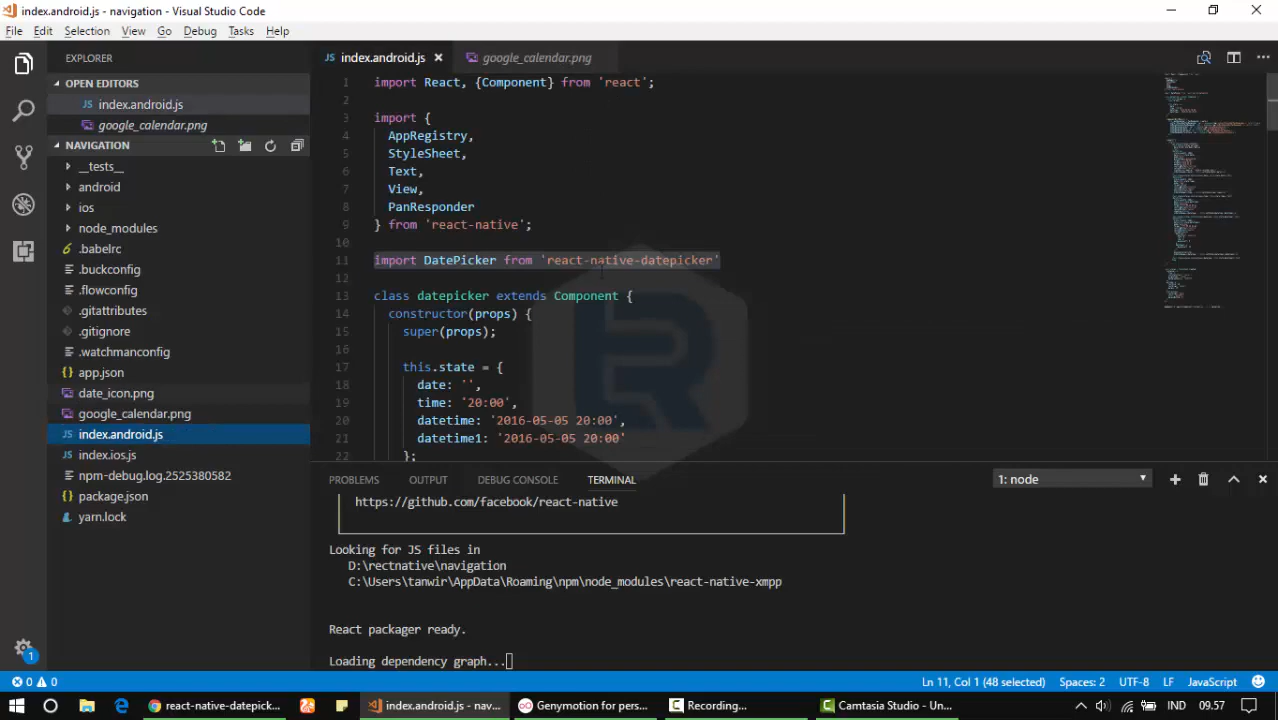 index.android.js - navigation - Visual Studio Code
File Edit Selection View Go Debug Tasks Help
EXPLORER
OPEN EDITORS
index.android.js
google_calendar.png
NAVIGATION
__tests__
android
ios
node_modules
.babelrc
.buckconfig
.flowconfig
.gitattributes
.gitignore
.watchmanconfig
app.json
date_icon.png
google_calendar.png
index.android.js
index.ios.js
npm-debug.log.2525380582
package.json
yarn.lock
index.android.js google_calendar.png
1 import React, {Component} from 'react';
2
3 import {
4 AppRegistry,
5 StyleSheet,
6 Text,
7 View,
8 PanResponder
9 } from 'react-native';
10
11 import DatePicker from 'react-native-datepicker'
12
13 class datepicker extends Component {
14 constructor(props) {
15 super(props);
16
17 this.state = {
18 date: '',
19 time: '20:00',
20 datetime: '2016-05-05 20:00',
21 datetime1: '2016-05-05 20:00'
22 };
PROBLEMS OUTPUT DEBUG CONSOLE TERMINAL 1: node
https://github.com/facebook/react-native
Looking for JS files in
D:\rectnative\navigation
C:\Users\tanwir\AppData\Roaming\npm\node_modules\react-native-xmpp
React packager ready.
Loading dependency graph...
1
0 0 Ln 11, Col 1 (48 selected) Spaces: 2 UTF-8 LF JavaScript
react-native-datepick... index.android.js - nav... Genymotion for pers... Recording... Camtasia Studio - Un... IND 09.57